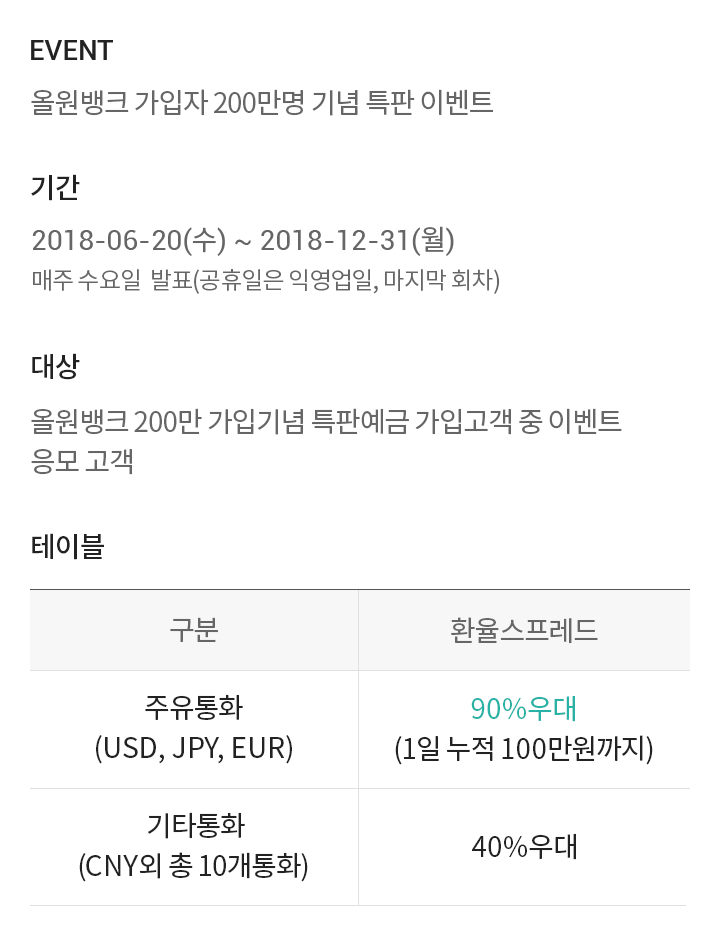 EVENT
올원뱅크 가입자 200만명 기념 특판 이벤트
기간
2018-06-20(수) ~ 2018-12-31(월)
매주 수요일 발표(공휴일은 익영업일, 마지막 회차)
대상
올원뱅크 200만 가입기념 특판예금 가입고객 중 이벤트
응모 고객
테이블
구분
환율스프레드
주유통화
(USD, JPY, EUR)
90%우대
(1일 누적 100만원까지)
기타통화
(CNY외 총 10개통화)
40%우대